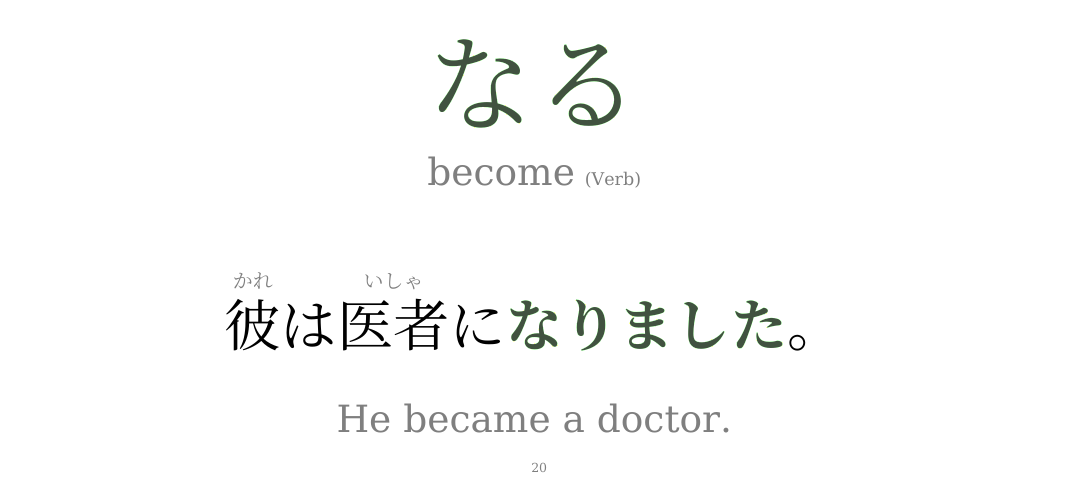 なる
become (Verb)
かれ いしゃ
彼は医者になりました。
He became a doctor.
20